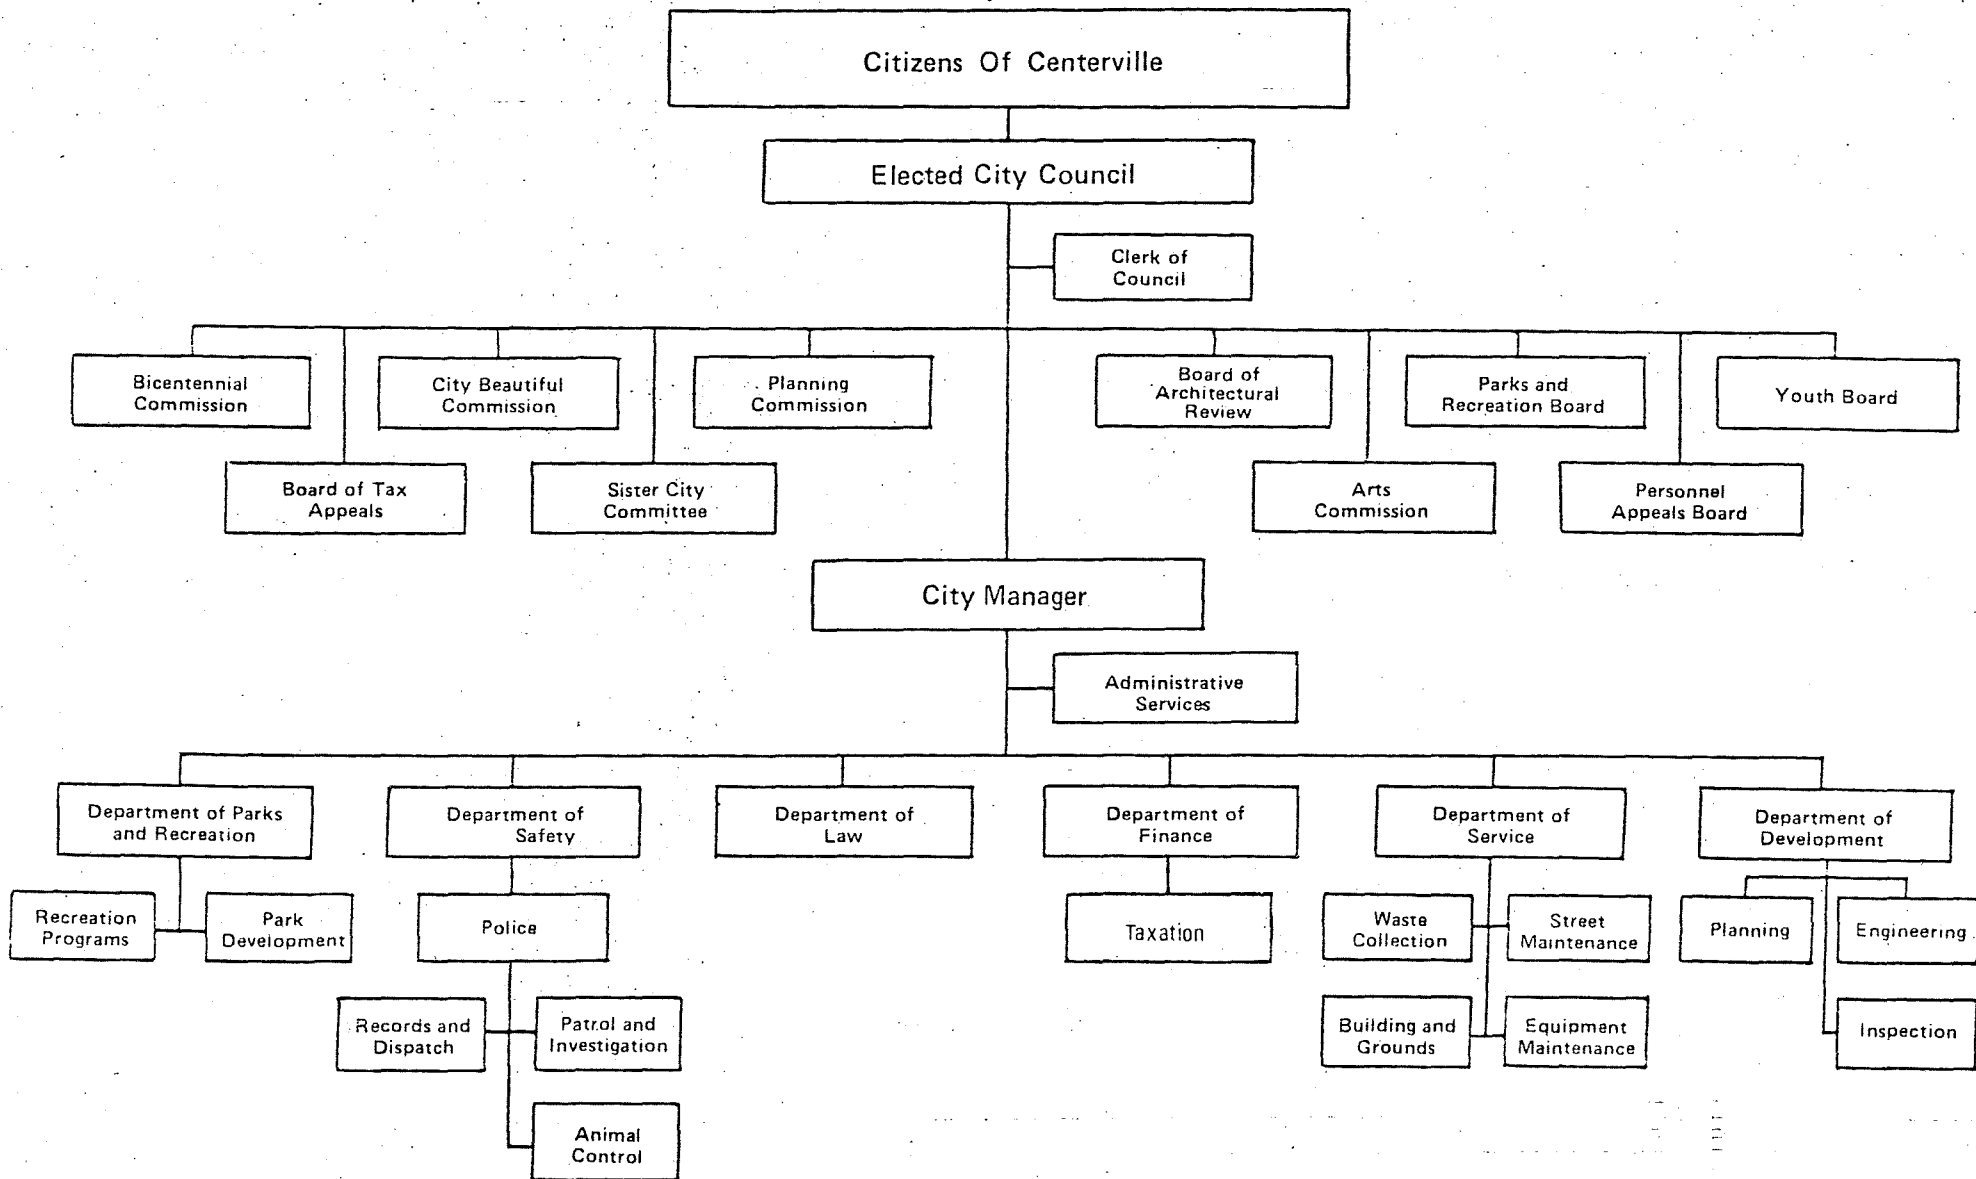 Citizens Of Centerville
Elected City Council
Clerk of
Council
Bicentennial
Commission
City Beautiful
Commission
Planning
Commission
Board of
Architectural
Review
Parks and
Recreation Board
Youth Board
Board of Tax
Appeals
Sister City
Committee
Arts
Commission
Personnel
Appeals Board
City Manager
Administrative
Services
Department of Parks
and Recreation
Department of
Safety
Department of
Law
Department of
Finance
Department of
Service
Department of
Development
Recreation
Programs
Park
Development
Police
Taxation
Waste
Collection
Street
Maintenance
Planning
Engineering
Records and
Dispatch
Patrol and
Investigation
Building and
Grounds
Equipment
Maintenance
Inspection
Animal
Control